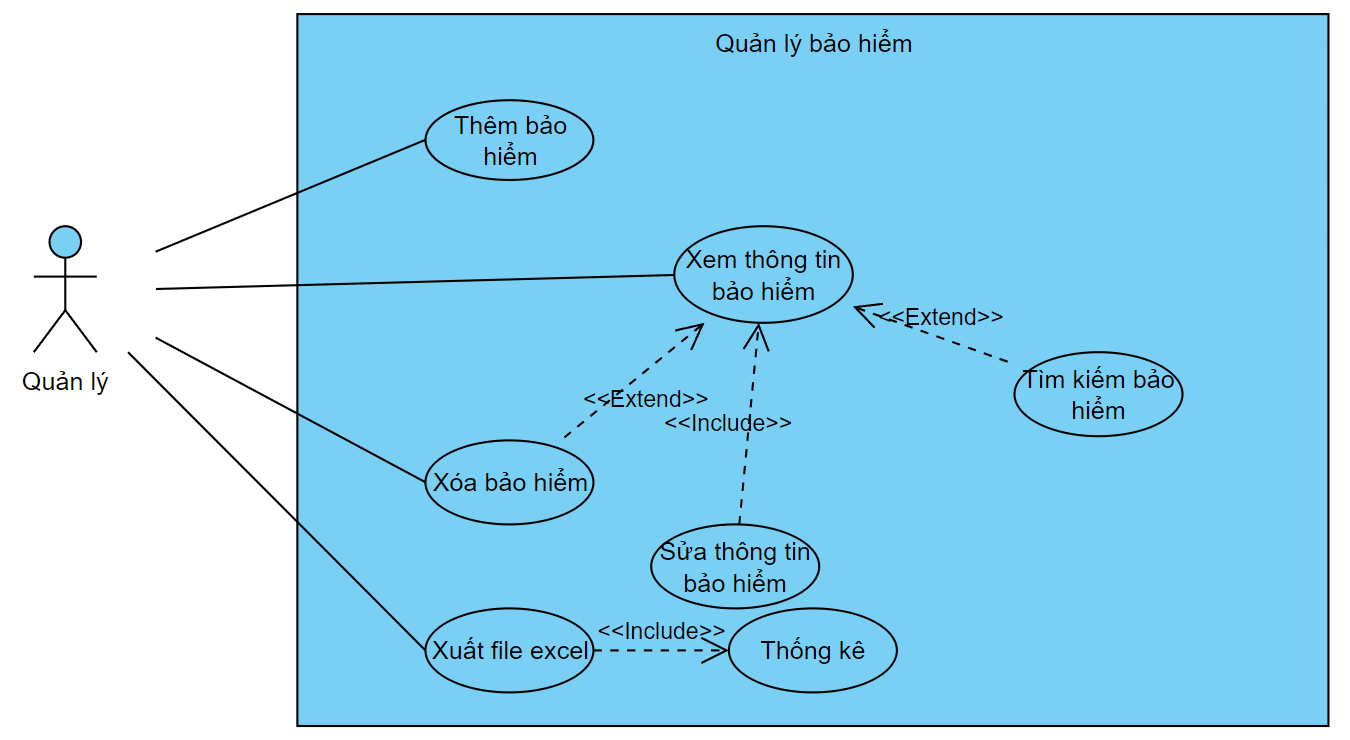 Quản lý bảo hiểm
Thêm bảo
hiểm
Xem thông tin
bảo hiểm
<<Extend>>
Tìm kiếm bảo
hiểm
Quản lý
<<Extend>>
<<Include>>
Xóa bảo hiểm
Sửa thông tin
bảo hiểm
Xuất file excel
<<Include>>
Thống kê